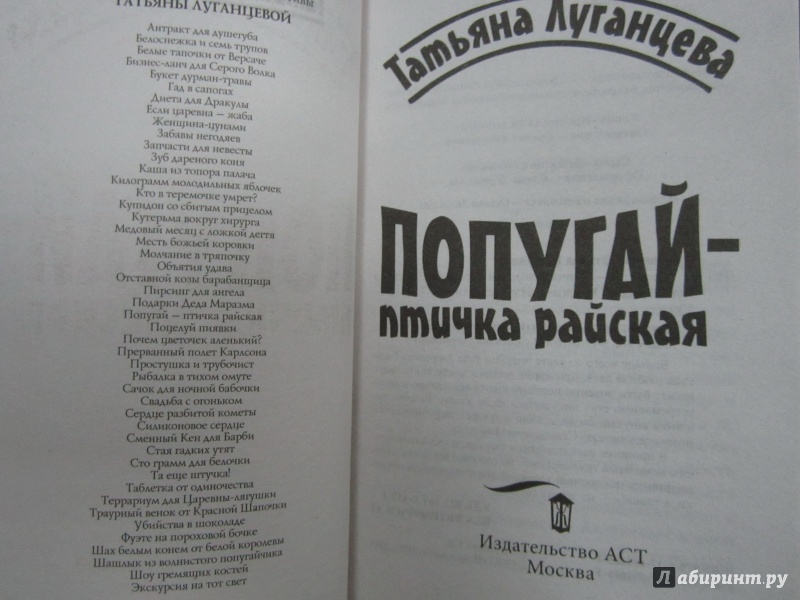 ТАТЬЯНЫ ЛУГАНЦЕВОЙ
Антракт для душегуба
Белоснежка и семь трупов
Белые тапочки от Версаче
Бизнес-ланч для Серого Волка
Букет дурман-травы
Гад в сапогах
Диета для Дракулы
Если царевна – жаба
Женщина-цунами
Забавы негодяев
Запчасти для невесты
Зуб дареного коня
Каша из топора палача
Килограмм молодильных яблочек
Кто в теремочке умрет?
Купидон со сбитым прицелом
Кутерьма вокруг хирурга
Медовый месяц с ложкой дегтя
Месть божьей коровки
Молчание в тряпочку
Объятия удава
Отставной козы барабанщица
Пирсинг для ангела
Подарки Деда Маразма
Попугай – птичка райская
Поцелуй пиявки
Почем цветочек аленький?
Прерванный полет Карлсона
Простушка и трубочист
Рыбалка в тихом омуте
Сачок для ночной бабочки
Свадьба с огоньком
Сердце разбитой кометы
Силиконовое сердце
Сменный Кен для Барби
Стая гадких утят
Сто грамм для белочки
Та еще штучка!
Таблетка от одиночества
Террариум для Царевны-лягушки
Траурный венок от Красной Шапочки
Убийства в шоколаде
Фуэте на пороховой бочке
Шах белым конем от белой королевы
Шашлык из волнистого попугайчика
Шоу гремящих костей
Экскурсия на тот свет
Татьяна Луганцева
ПОПУГАЙ–
птичка райская
Издательство АСТ
Москва
Лабиринт.ру